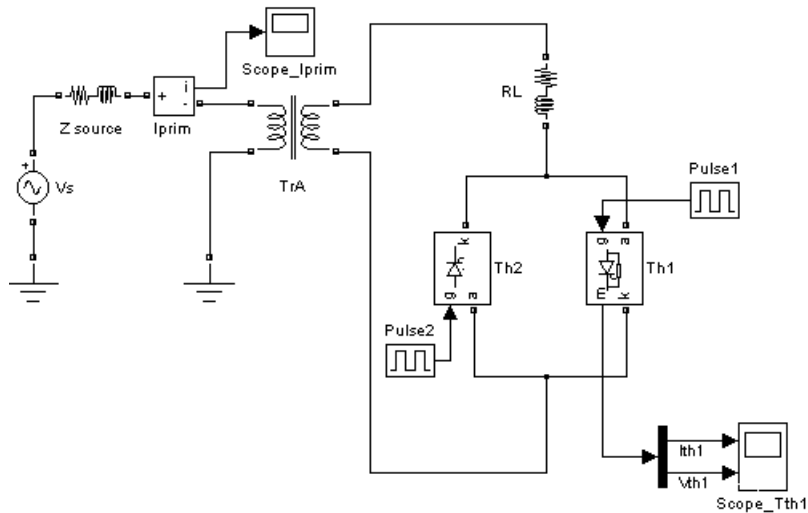 Scope_Iprim
i
+
-
Z source
Iprim
RL
+
Vs
TrA
Pulse1
k
g
a
g
a
Th2
Th1
m
k
Pulse2
Ith1
Vth1
Scope_Tth1